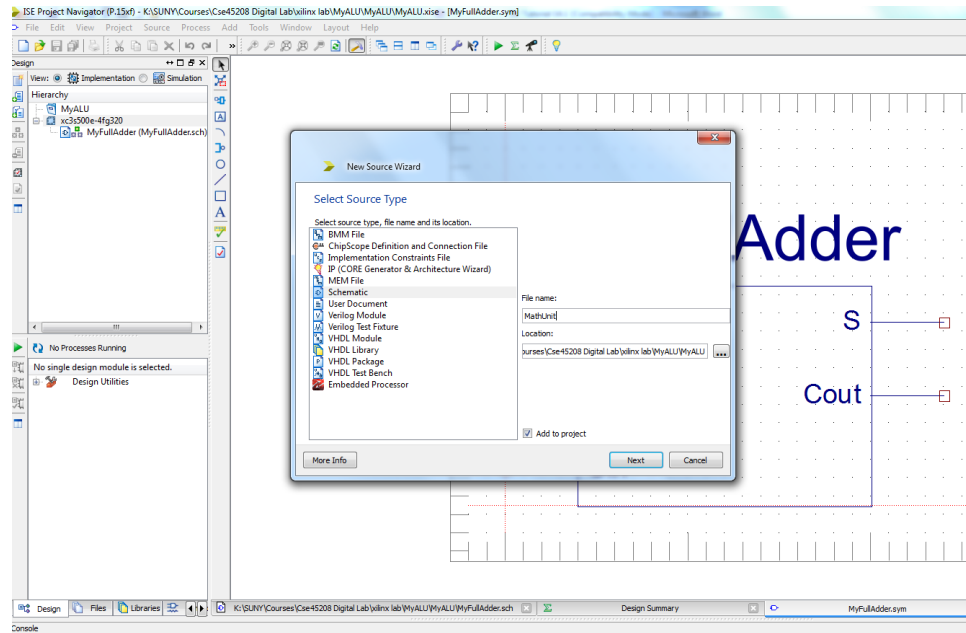 ISE Project Navigator (P.15xf) - K:\SUNY\Courses\Cse45208 Digital Lab\xilinx lab\MyALU\MyALU\MyALU.xise - [MyFullAdder.sym]
File Edit View Project Source Process Add Tools Window Layout Help
Design
View: Implementation Simulation
Hierarchy
MyALU
xc3s500e-4fg320
MyFullAdder (MyFullAdder.sch)
New Source Wizard
Select Source Type
Select source type, file name and its location.
BMM File
ChipScope Definition and Connection File
Implementation Constraints File
IP (CORE Generator & Architecture Wizard)
MEM File
Schematic
User Document
Verilog Module
Verilog Test Fixture
VHDL Module
VHDL Library
VHDL Package
VHDL Test Bench
Embedded Processor
File name:
MathUnit
Location:
ourses\Cse45208 Digital Lab\xilinx lab\MyALU\MyALU
...
Add to project
More Info
Next
Cancel
Adder
S
Cout
No Processes Running
No single design module is selected.
Design Utilities
Design Files Libraries
K:\SUNY\Courses\Cse45208 Digital Lab\xilinx lab\MyALU\MyALU\MyFullAdder.sch
Design Summary
MyFullAdder.sym
Console